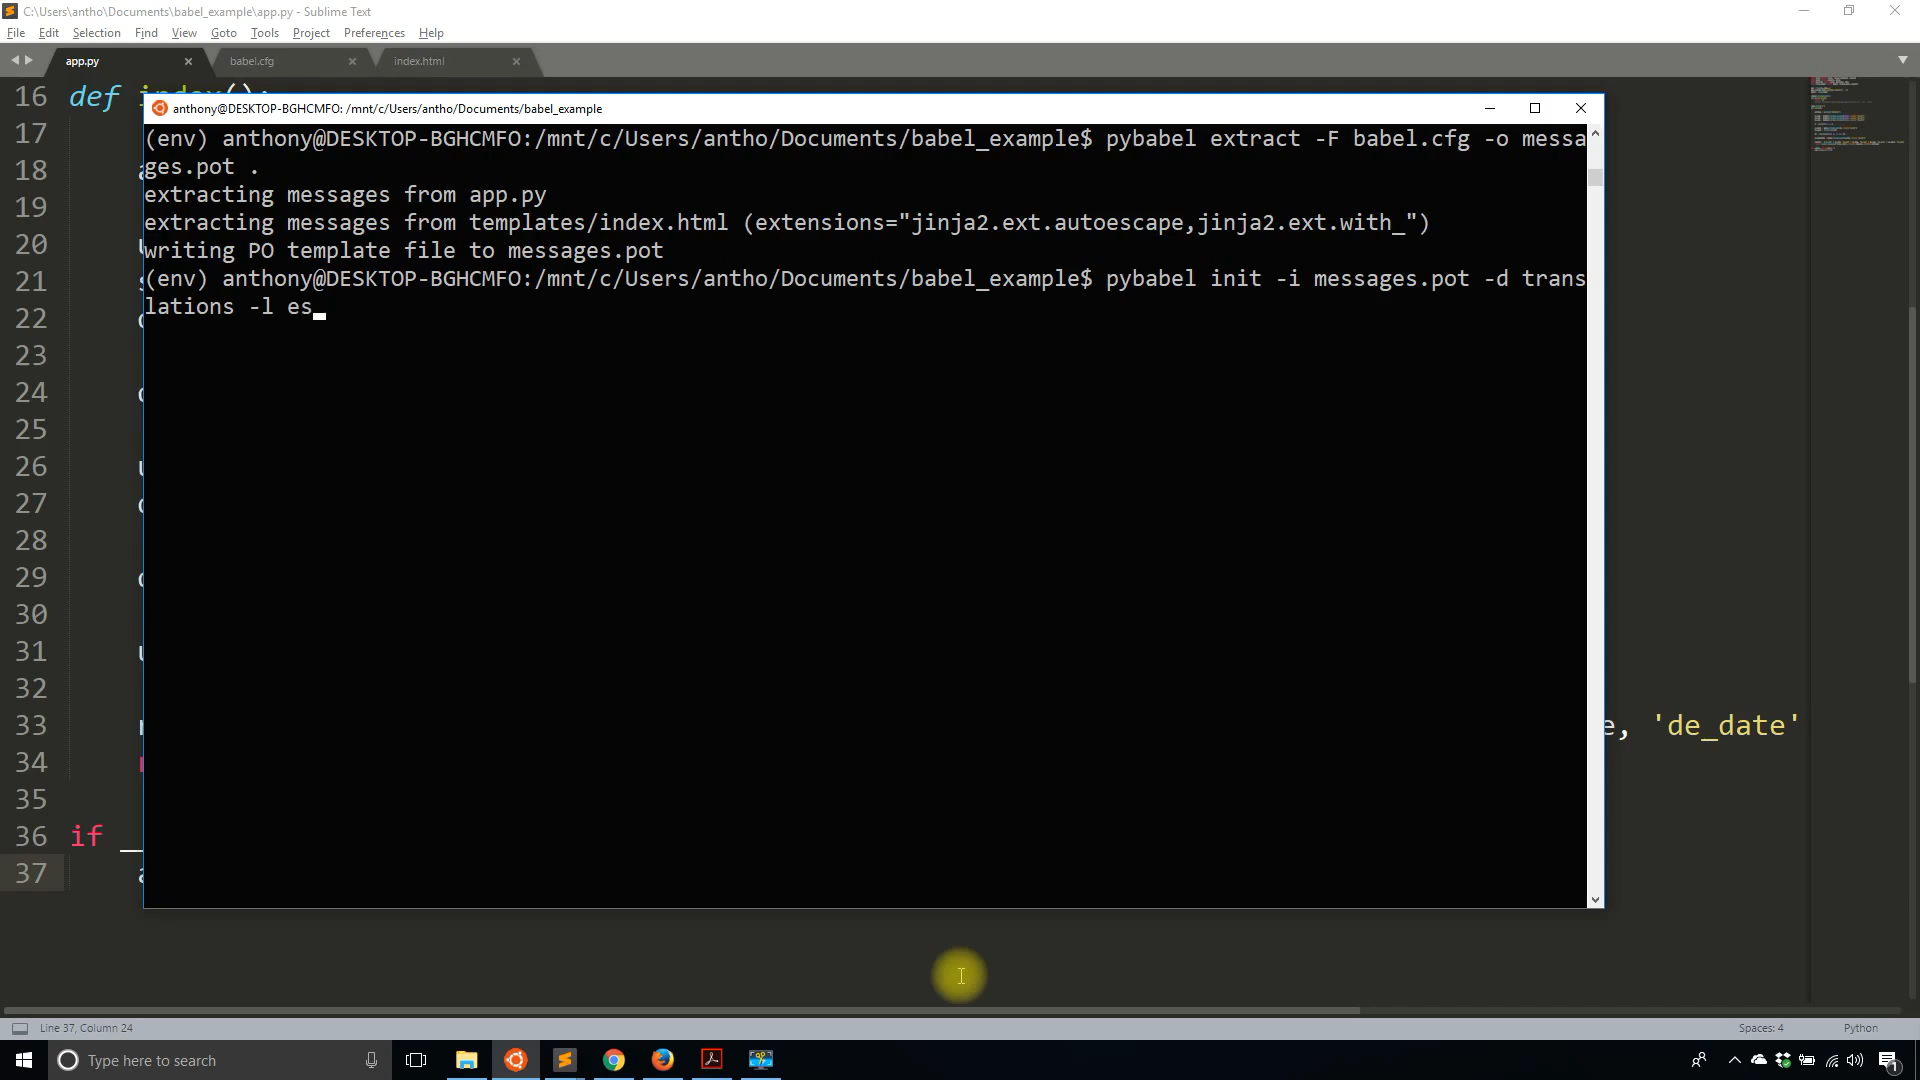 C:\Users\antho\Documents\babel_example\app.py - Sublime Text
File Edit Selection Find View Goto Tools Project Preferences Help
app.py babel.cfg index.html
16 def index():
anthony@DESKTOP-BGHCMFO: /mnt/c/Users/antho/Documents/babel_example
17
(env) anthony@DESKTOP-BGHCMFO:/mnt/c/Users/antho/Documents/babel_example$ pybabel extract -F babel.cfg -o messa
18
ges.pot .
19
extracting messages from app.py
20
extracting messages from templates/index.html (extensions="jinja2.ext.autoescape,jinja2.ext.with_")
writing PO template file to messages.pot
21
(env) anthony@DESKTOP-BGHCMFO:/mnt/c/Users/antho/Documents/babel_example$ pybabel init -i messages.pot -d trans
22
lations -l es
23
24
25
26
27
28
29
30
31
32
33 e, 'de_date'
34
35
36 if __
37 a
Line 37, Column 24 Spaces: 4 Python
Type here to search 1